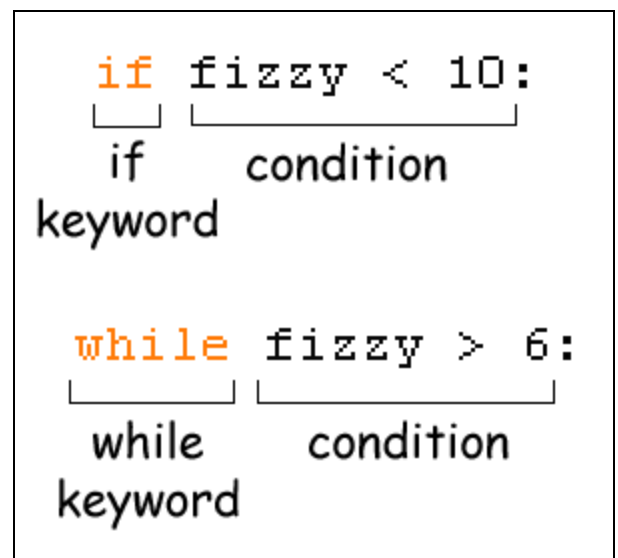 if fizzy < 10:
if condition
keyword
while fizzy > 6:
while condition
keyword